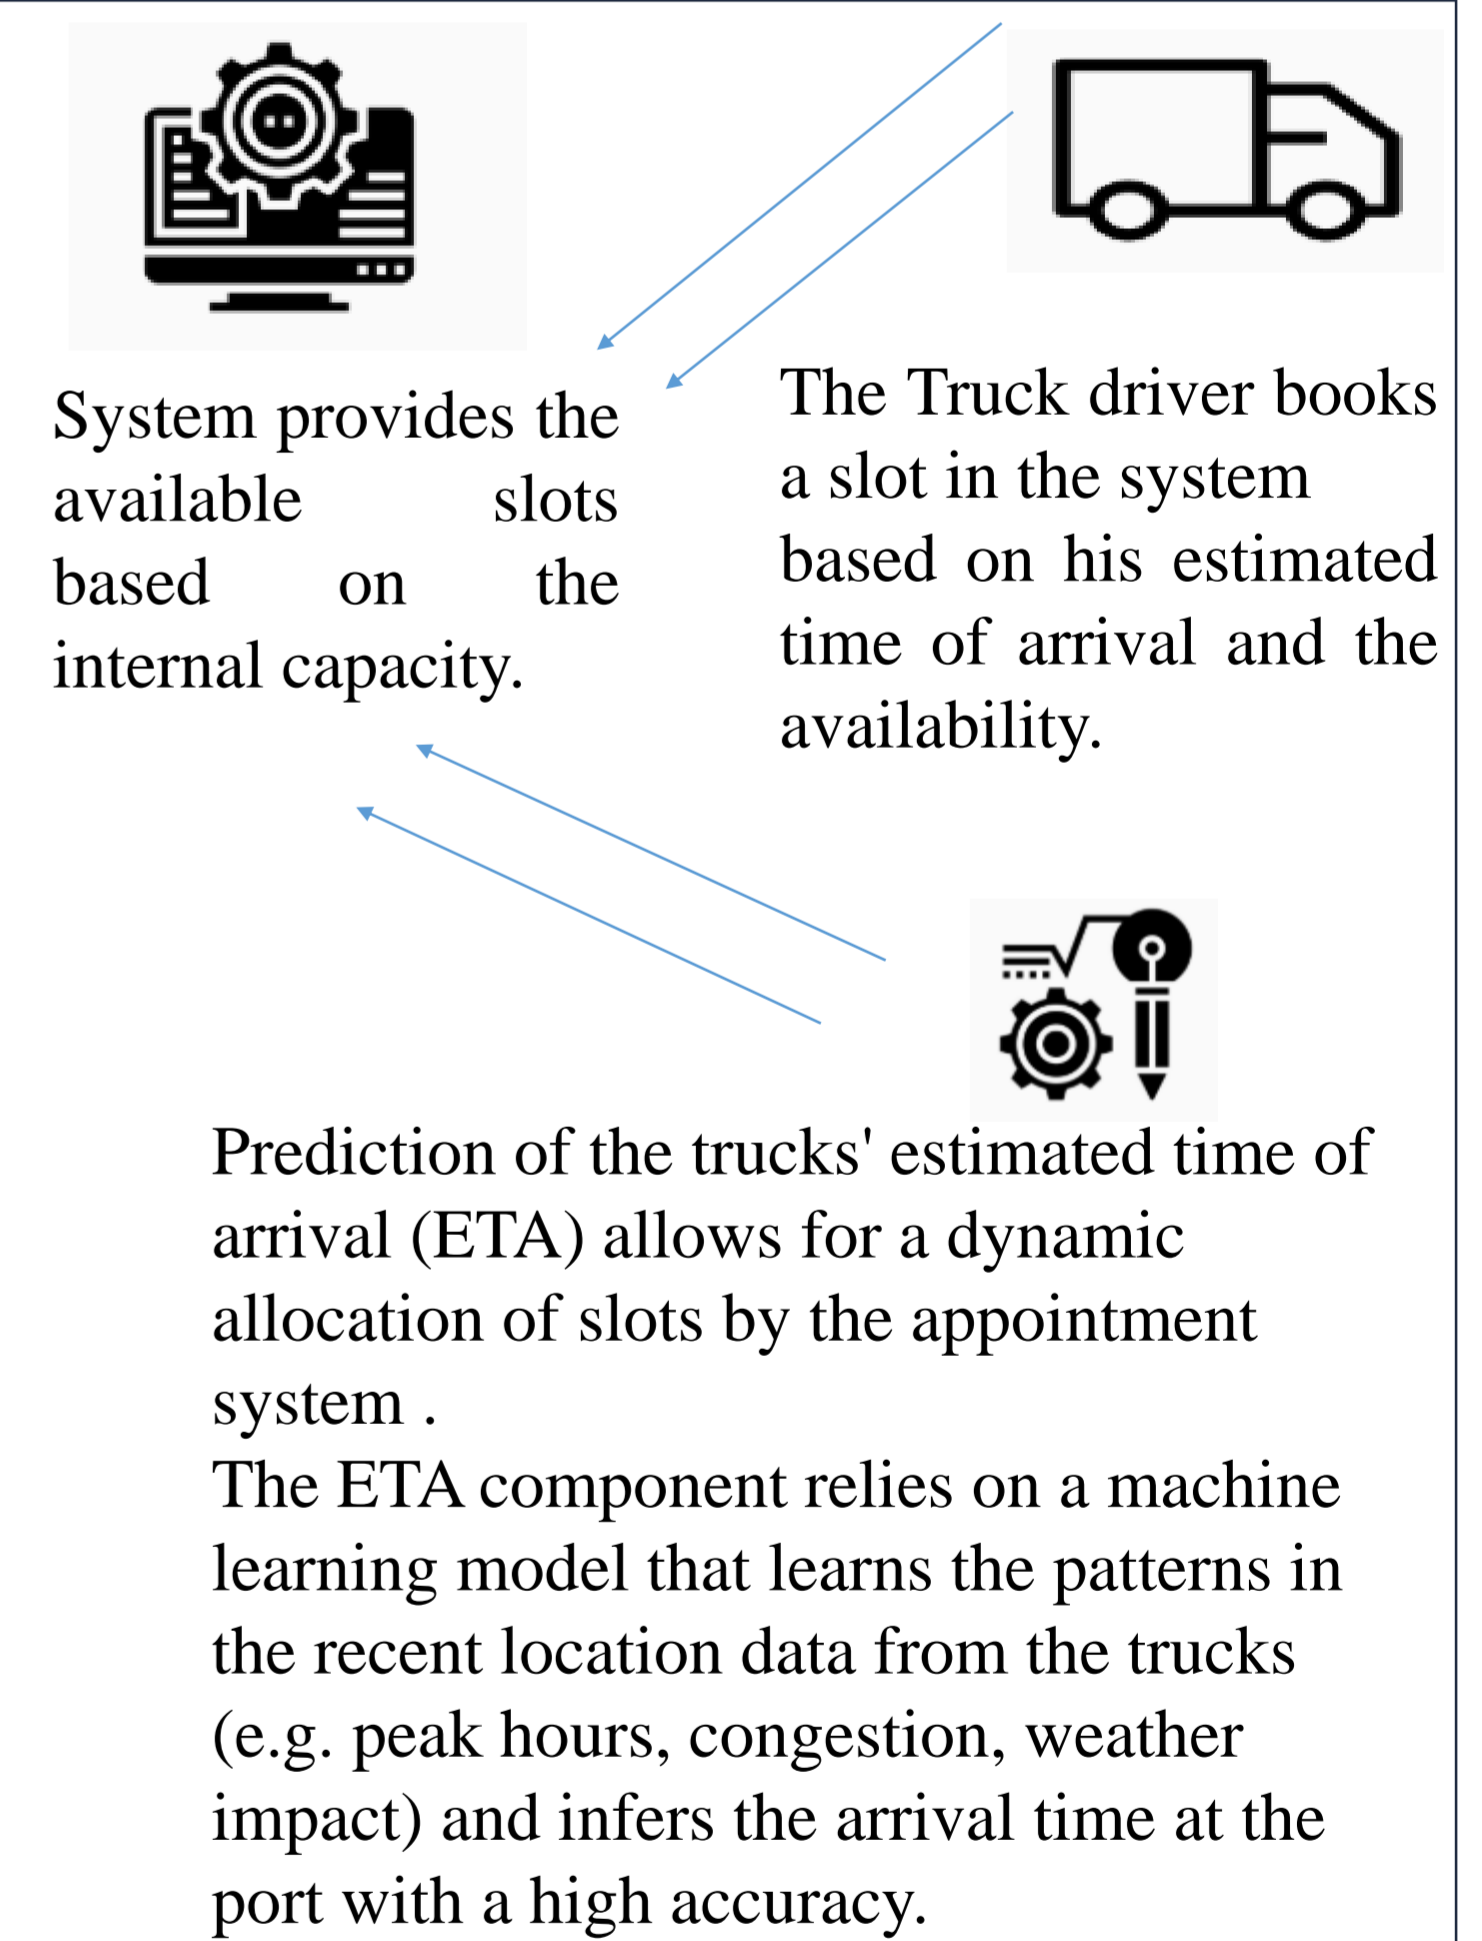 System provides the
available slots
based on the
internal capacity.
The Truck driver books
a slot in the system
based on his estimated
time of arrival and the
availability.
Prediction of the trucks' estimated time of
arrival (ETA) allows for a dynamic
allocation of slots by the appointment
system .
The ETA component relies on a machine
learning model that learns the patterns in
the recent location data from the trucks
(e.g. peak hours, congestion, weather
impact) and infers the arrival time at the
port with a high accuracy.